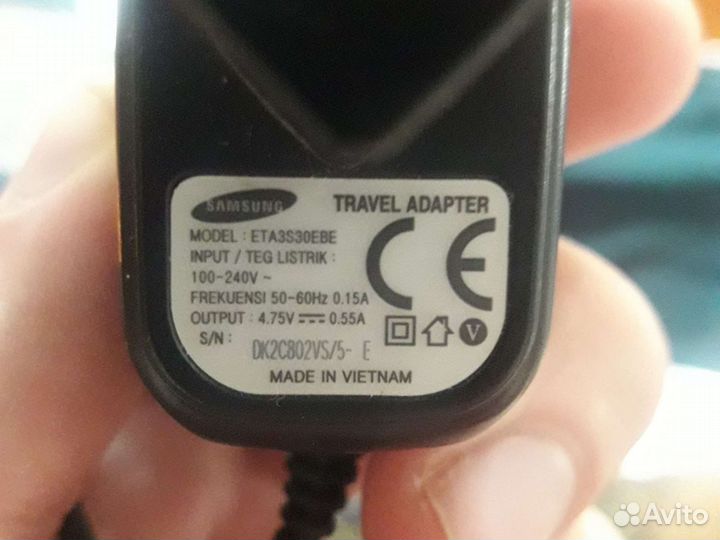 SAMSUNG TRAVEL ADAPTER
MODEL : ETA3S30EBE
INPUT / TEG LISTRIK :
100-240V ~
FREKUENSI 50-60Hz 0.15A
OUTPUT : 4.75V ⎓ 0.55A
S/N : DK2C802VS/5- E
CE
V
MADE IN VIETNAM
Avito